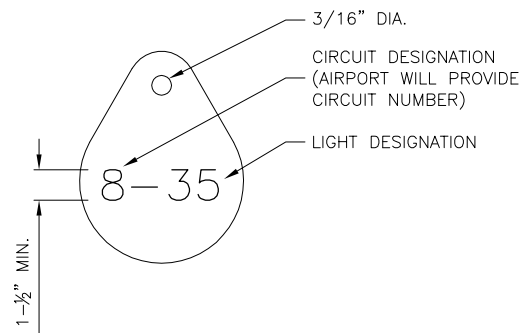 3/16" DIA.
CIRCUIT DESIGNATION
(AIRPORT WILL PROVIDE
CIRCUIT NUMBER)
LIGHT DESIGNATION
8-35
1-½" MIN.